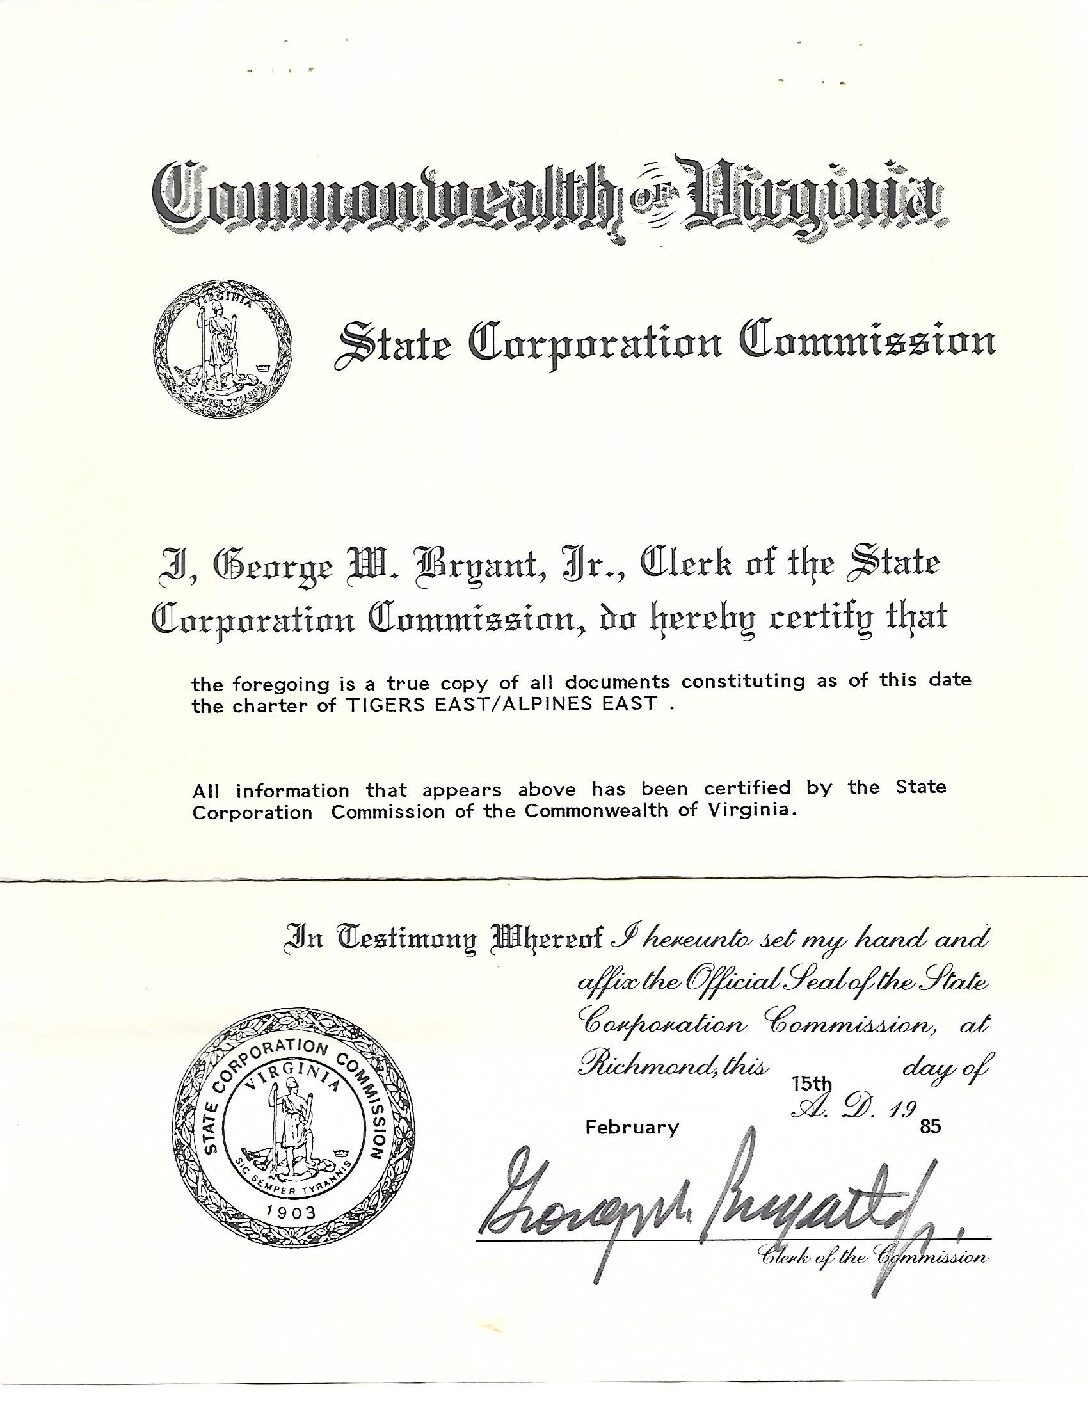 Commonwealth OF Virginia
VIRGINIA
State Corporation Commission
I, George W. Bryant, Jr., Clerk of the State
Corporation Commission, do hereby certify that
the foregoing is a true copy of all documents constituting as of this date
the charter of TIGERS EAST/ALPINES EAST .
All information that appears above has been certified by the State
Corporation Commission of the Commonwealth of Virginia.
In Testimony Whereof I hereunto set my hand and
affix the Official Seal of the State
Corporation Commission, at
Richmond, this 15th day of
February A. D. 19 85
STATE CORPORATION COMMISSION
VIRGINIA
SIC SEMPER TYRANNIS
1903
George W. Bryant Jr.
Clerk of the Commission